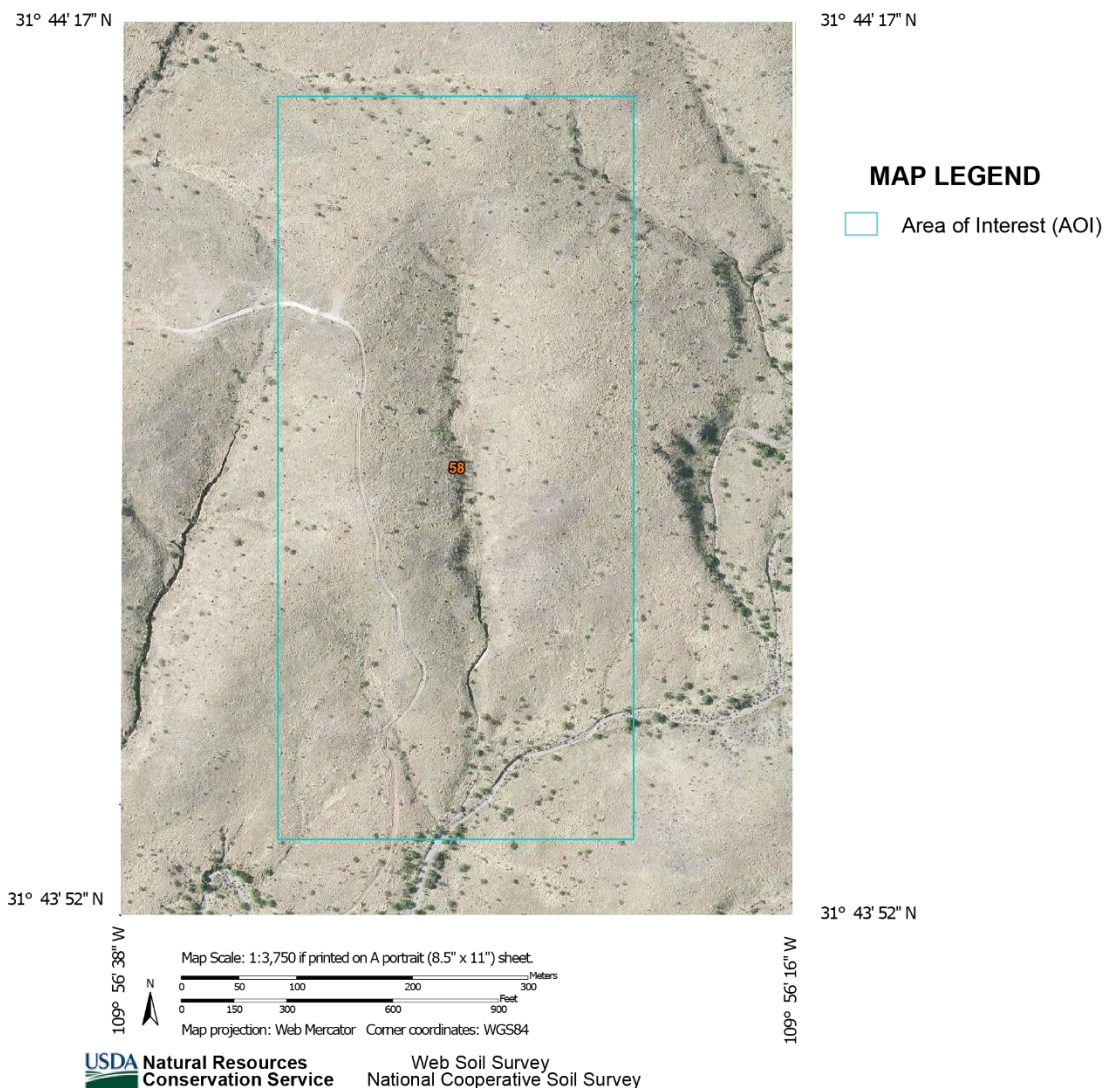 31° 44' 17" N
31° 44' 17" N
MAP LEGEND
Area of Interest (AOI)
58
31° 43' 52" N
31° 43' 52" N
109° 56' 38" W
109° 56' 16" W
Map Scale: 1:3,750 if printed on A portrait (8.5" x 11") sheet.
N
Meters
0 50 100 200 300
Feet
0 150 300 600 900
Map projection: Web Mercator Corner coordinates: WGS84
USDA Natural Resources Conservation Service
Web Soil Survey
National Cooperative Soil Survey